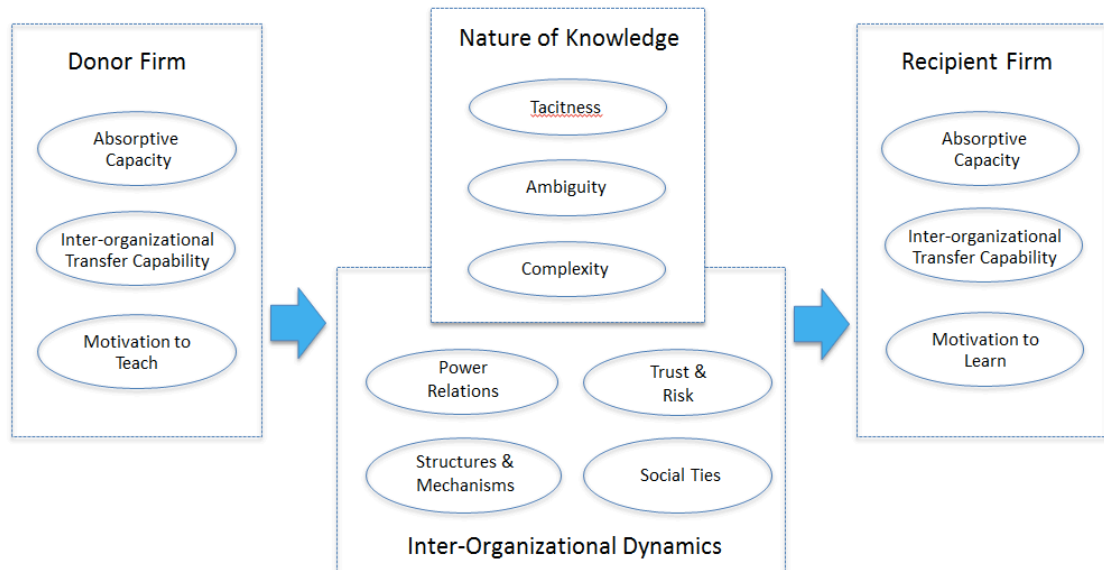 Donor Firm
Absorptive
Capacity
Inter-organizational
Transfer Capability
Motivation to
Teach
Nature of Knowledge
Tacitness
Ambiguity
Complexity
Power
Relations
Trust &
Risk
Structures &
Mechanisms
Social Ties
Inter-Organizational Dynamics
Recipient Firm
Absorptive
Capacity
Inter-organizational
Transfer Capability
Motivation to
Learn